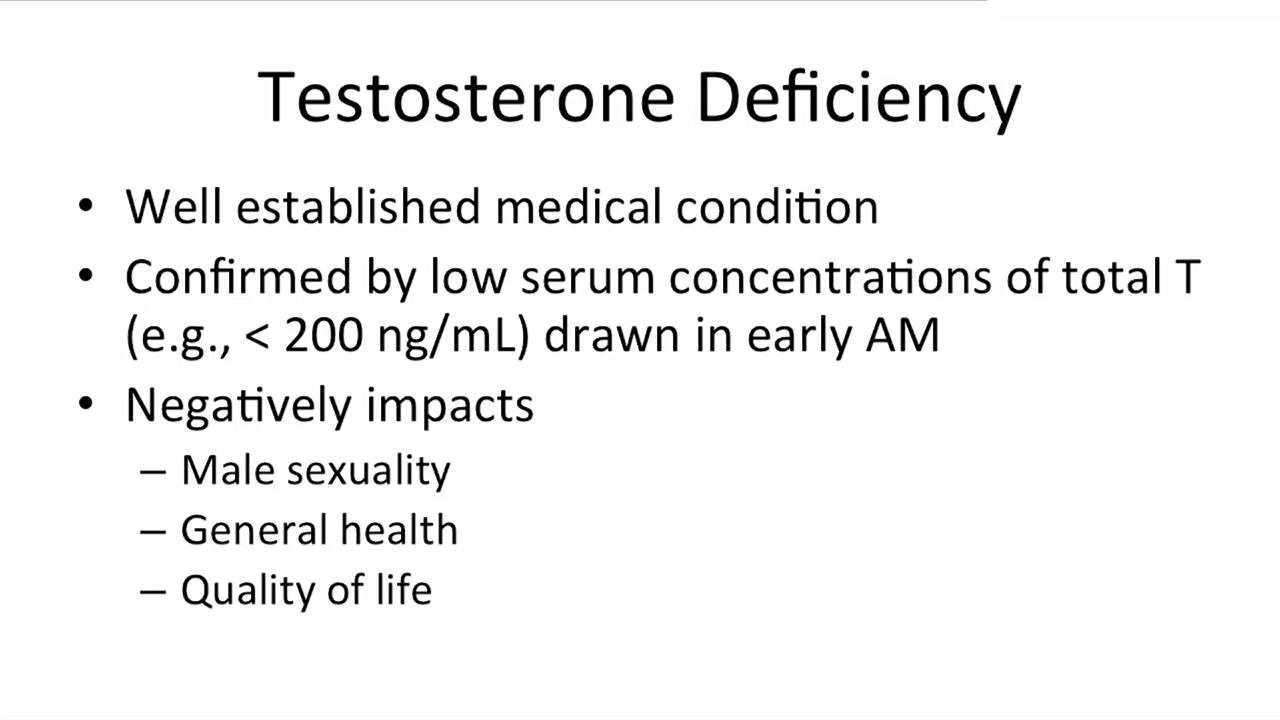 Testosterone Deficiency
• Well established medical condition
• Confirmed by low serum concentrations of total T
(e.g., < 200 ng/mL) drawn in early AM
• Negatively impacts
– Male sexuality
– General health
– Quality of life